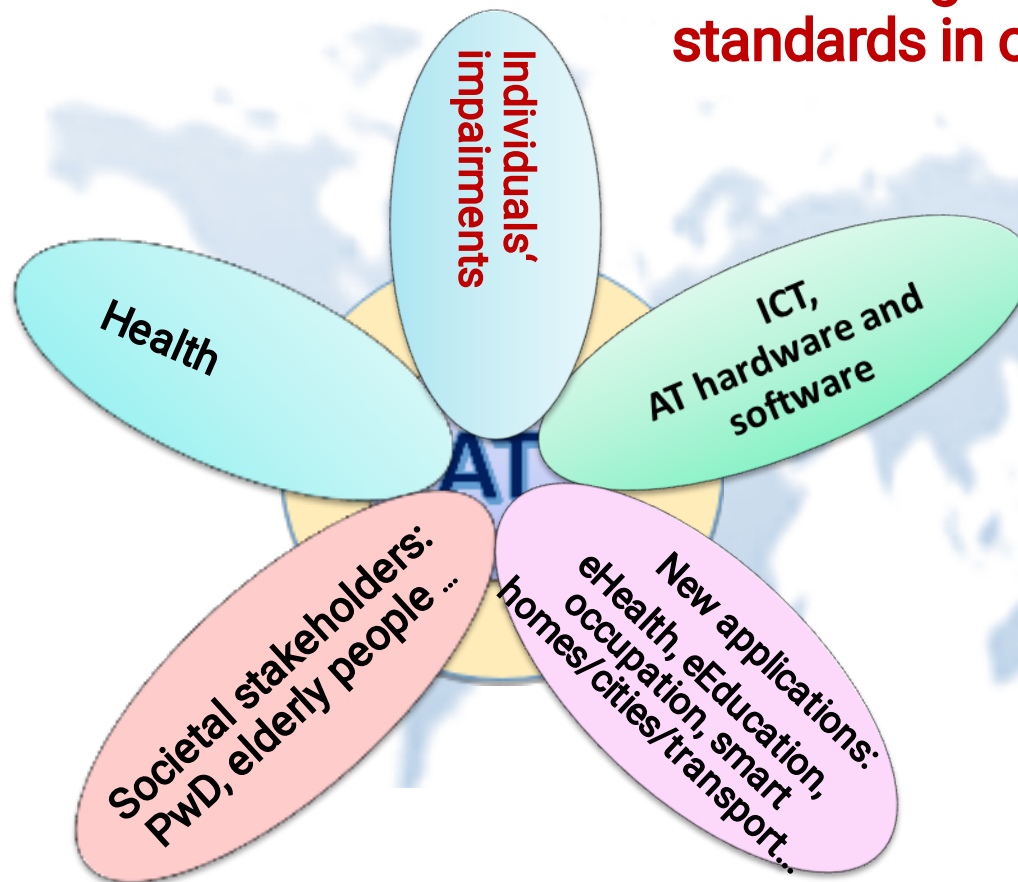 standards in
Individuals‘
impairments
ICT,
AT hardware and
software
Health
AT
Societal stakeholders:
PwD, elderly people ...
New applications:
eHealth, eEducation,
occupation, smart
homes/cities/transport...